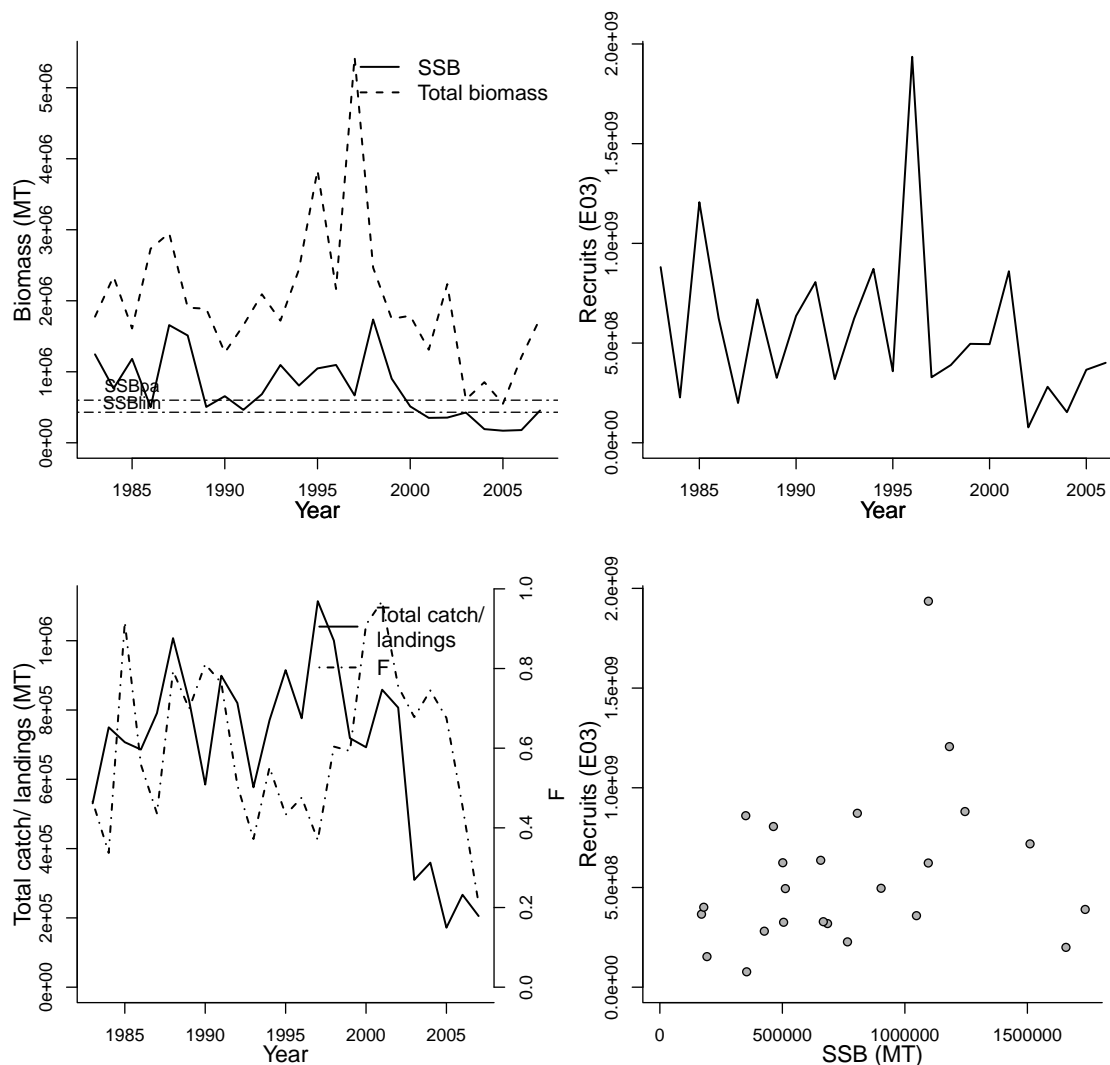 SSB
Total biomass
Biomass (MT)
0e+00 1e+06 2e+06 3e+06 4e+06 5e+06
SSBpa
SSBlim
1985 1990 1995 2000 2005
Year
Recruits (E03)
0.0e+00 5.0e+08 1.0e+09 1.5e+09 2.0e+09
1985 1990 1995 2000 2005
Year
Total catch/
landings
F
Total catch/ landings (MT)
0e+00 2e+05 4e+05 6e+05 8e+05 1e+06
F
0.0 0.2 0.4 0.6 0.8 1.0
1985 1990 1995 2000 2005
Year
Recruits (E03)
0.0e+00 5.0e+08 1.0e+09 1.5e+09 2.0e+09
0 500000 1000000 1500000
SSB (MT)